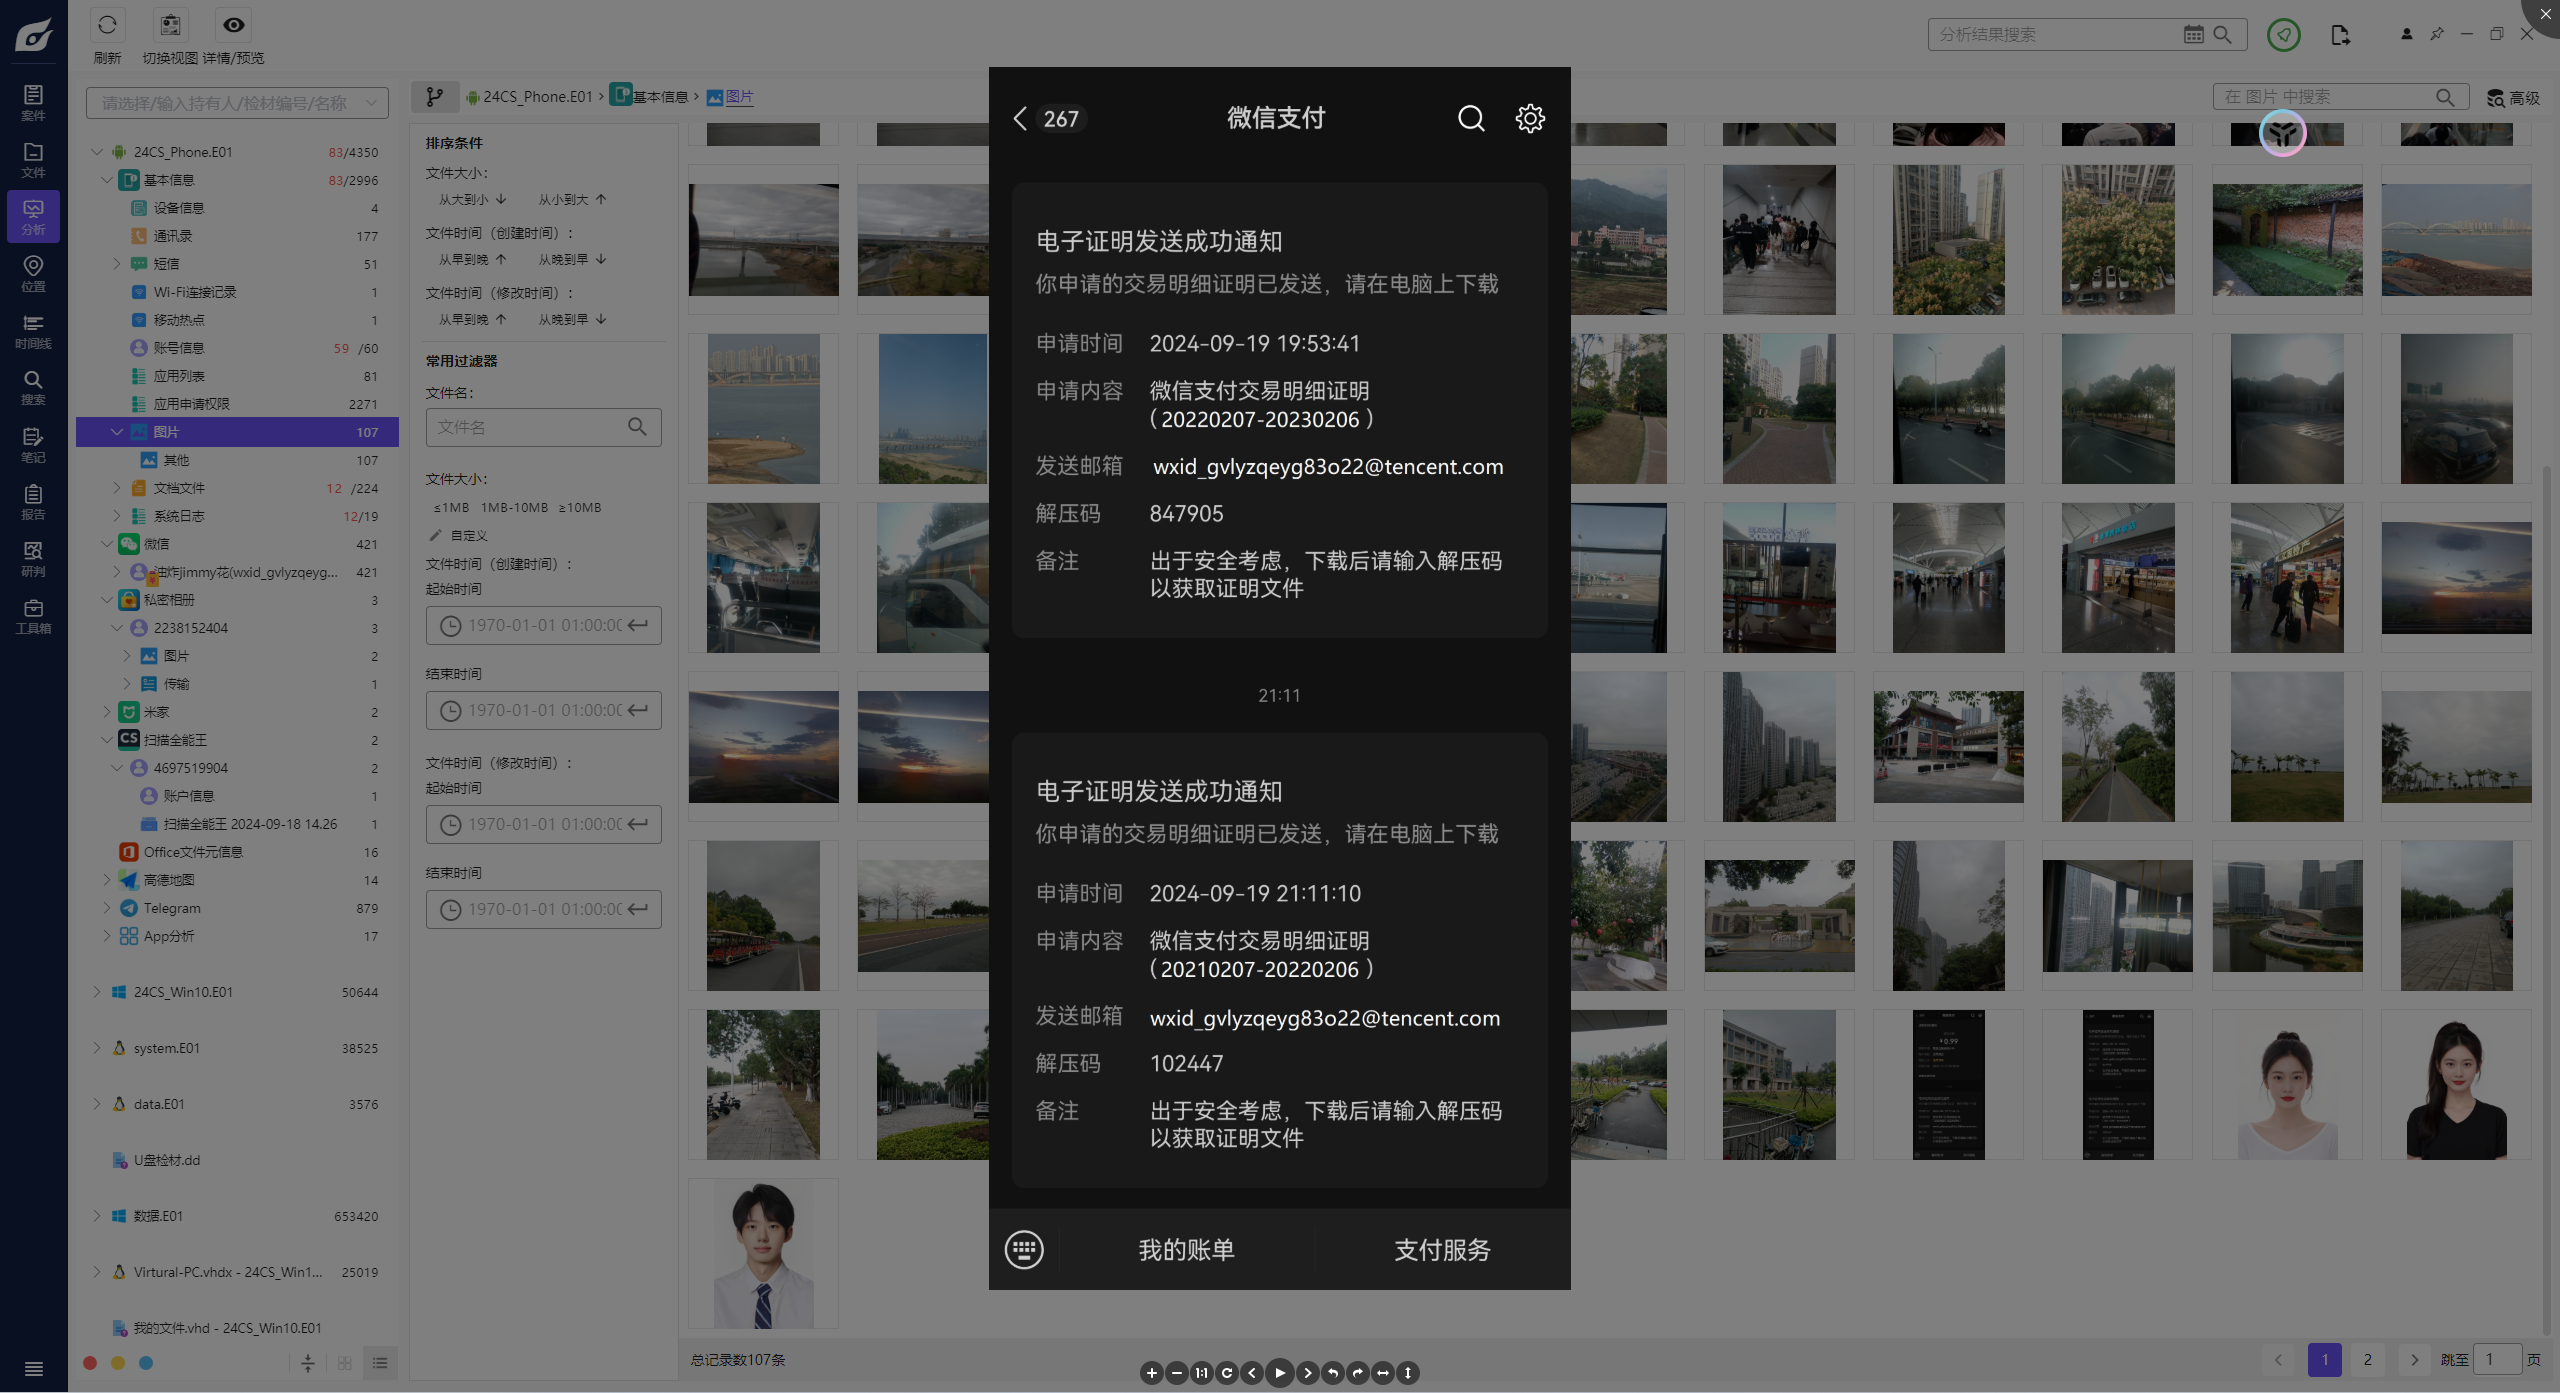 刷新
切换视图
详情/预览
分析结果搜索
案件
文件
分析
位置
时间线
搜索
笔记
报告
研判
工具箱
请选择/输入持有人/检材编号/名称
24CS_Phone.E01 83/4350
基本信息 83/2996
设备信息 4
通讯录 177
短信 51
Wi-Fi连接记录 1
移动热点 1
账号信息 59 /60
应用列表 81
应用申请权限 2271
图片 107
其他 107
文档文件 12 /224
系统日志 12/19
微信 421
油炸jimmy花(wxid_gvlyzqeyg... 421
私密相册 3
2238152404 3
图片 2
传输 1
米家 2
扫描全能王 2
4697519904 2
账户信息 1
扫描全能王 2024-09-18 14.26 1
Office文件元信息 16
高德地图 14
Telegram 879
App分析 17
24CS_Win10.E01 50644
system.E01 38525
data.E01 3576
U盘检材.dd
数据.E01 653420
Virtural-PC.vhdx - 24CS_Win1... 25019
我的文件.vhd - 24CS_Win10.E01
24CS_Phone.E01 › 基本信息 › 图片
在 图片 中搜索
高级
排序条件
文件大小:
从大到小 ↓ 从小到大 ↑
文件时间（创建时间）:
从早到晚 ↑ 从晚到早 ↓
文件时间（修改时间）:
从早到晚 ↑ 从晚到早 ↓
常用过滤器
文件名:
文件名
文件大小:
≤1MB 1MB-10MB ≥10MB
自定义
文件时间（创建时间）:
起始时间
1970-01-01 01:00:00
结束时间
1970-01-01 01:00:00
文件时间（修改时间）:
起始时间
1970-01-01 01:00:00
结束时间
1970-01-01 01:00:00
267
微信支付
电子证明发送成功通知
你申请的交易明细证明已发送，请在电脑上下载
申请时间 2024-09-19 19:53:41
申请内容 微信支付交易明细证明
（20220207-20230206 ）
发送邮箱 wxid_gvlyzqeyg83o22@tencent.com
解压码 847905
备注 出于安全考虑，下载后请输入解压码
以获取证明文件
21:11
电子证明发送成功通知
你申请的交易明细证明已发送，请在电脑上下载
申请时间 2024-09-19 21:11:10
申请内容 微信支付交易明细证明
（20210207-20220206 ）
发送邮箱 wxid_gvlyzqeyg83o22@tencent.com
解压码 102447
备注 出于安全考虑，下载后请输入解压码
以获取证明文件
我的账单
支付服务
¥0.99
总记录数107条
1:1
1 2 跳至 1 页